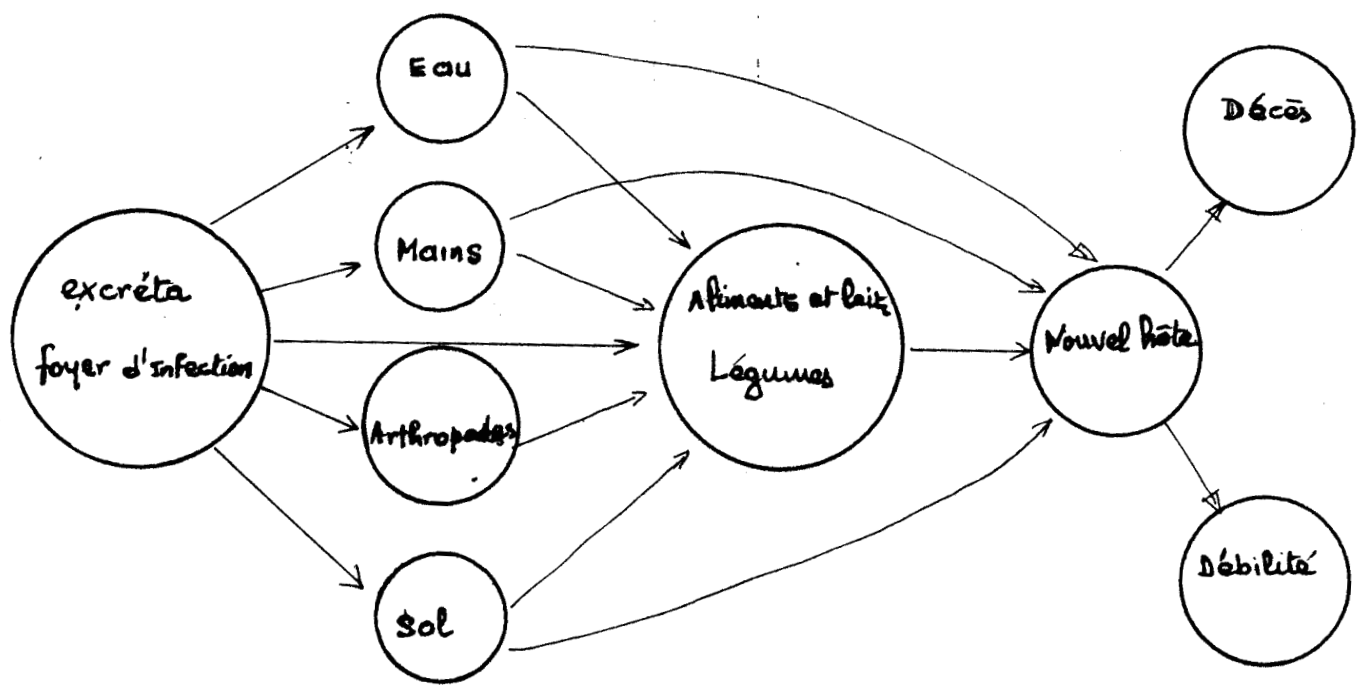 Eau
Décès
Mains
excréta
foyer d'Infection
Aliments et lait
Légumes
Nouvel hôte
Arthropodes
Sol
Débilité